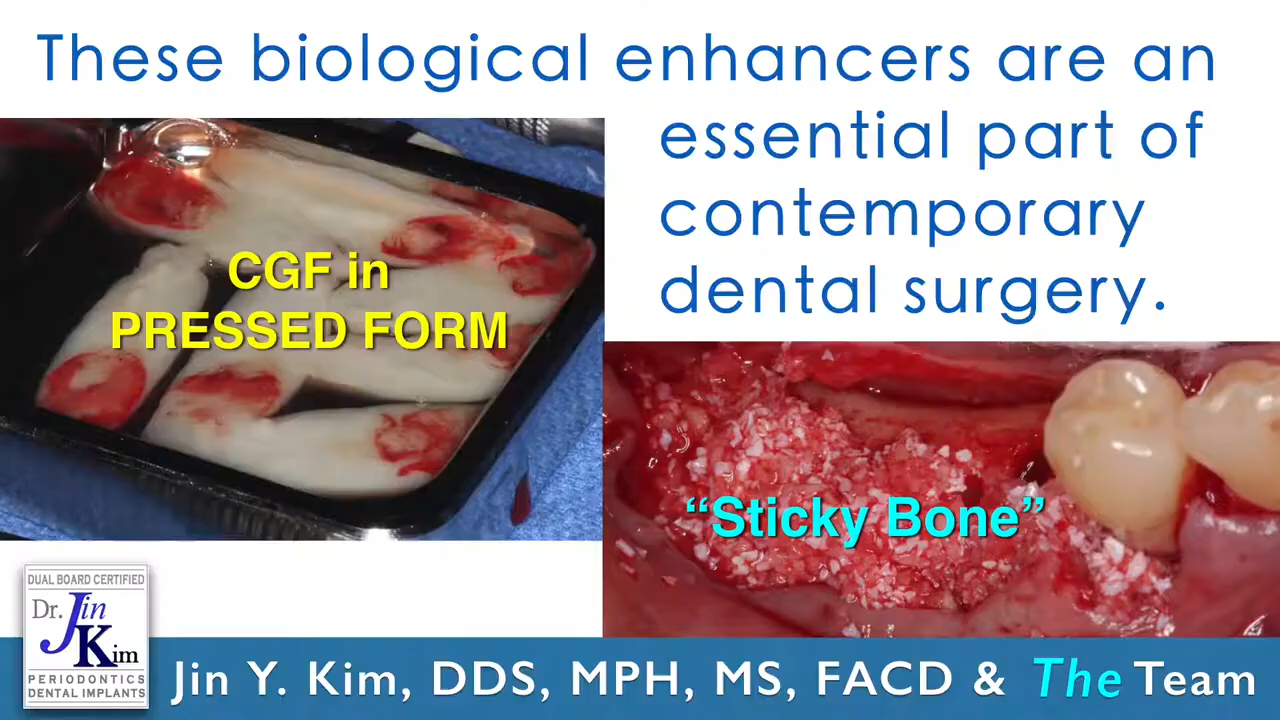 These biological enhancers are an
essential part of
contemporary
dental surgery.
CGF in
PRESSED FORM
“Sticky Bone”
DUAL BOARD CERTIFIED
Dr. Jin
Kim
PERIODONTICS
DENTAL IMPLANTS
Jin Y. Kim, DDS, MPH, MS, FACD & The Team